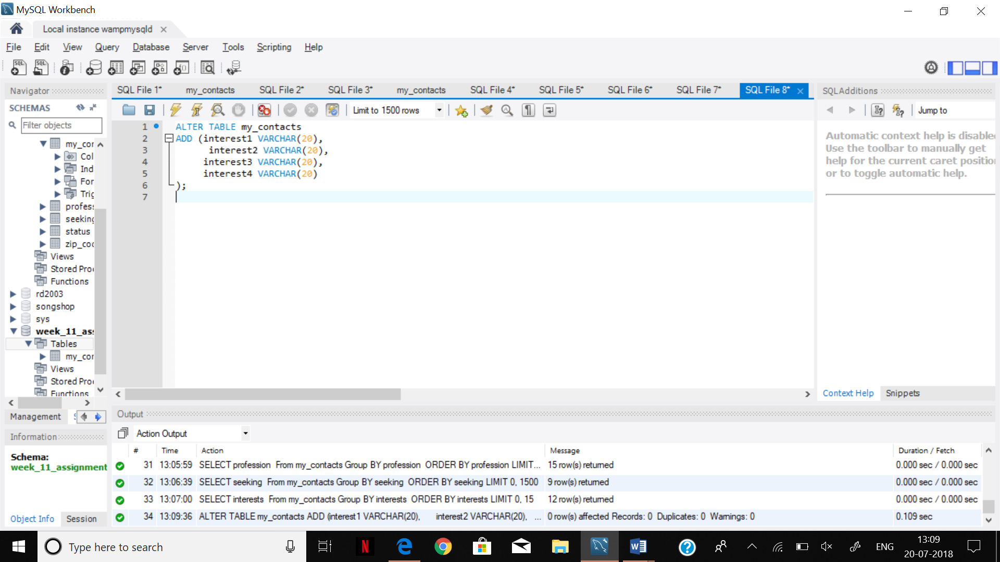 MySQL Workbench
Local instance wampmysqld
File Edit View Query Database Server Tools Scripting Help
Navigator
SCHEMAS
Filter objects
my_cor
Col
Ind
For
Trig
profes
seeking
status
zip_co
Views
Stored Pro
Functions
rd2003
songshop
sys
week_11_as
Tables
my_cor
Views
Stored Pro
Functions
Management
Information
Schema:
week_11_assignment
Object Info Session
SQL File 1* my_contacts SQL File 2* SQL File 3* my_contacts SQL File 4* SQL File 5* SQL File 6* SQL File 7* SQL File 8*
Limit to 1500 rows
1 ALTER TABLE my_contacts
2 ADD (interest1 VARCHAR(20),
3 interest2 VARCHAR(20),
4 interest3 VARCHAR(20),
5 interest4 VARCHAR(20)
6 );
7
SQLAdditions
Jump to
Automatic context help is disable
Use the toolbar to manually get
help for the current caret positio
or to toggle automatic help.
Context Help Snippets
Output
Action Output
# Time Action Message Duration / Fetch
31 13:05:59 SELECT profession From my_contacts Group BY profession ORDER BY profession LIMIT... 15 row(s) returned 0.000 sec / 0.000 sec
32 13:06:39 SELECT seeking From my_contacts Group BY seeking ORDER BY seeking LIMIT 0, 1500 9 row(s) returned 0.000 sec / 0.000 sec
33 13:07:00 SELECT interests From my_contacts Group BY interests ORDER BY interests LIMIT 0, 15 12 row(s) returned 0.000 sec / 0.000 sec
34 13:09:36 ALTER TABLE my_contacts ADD (interest1 VARCHAR(20), interest2 VARCHAR(20), ... 0 row(s) affected Records: 0 Duplicates: 0 Warnings: 0 0.109 sec
Type here to search
ENG
13:09
20-07-2018